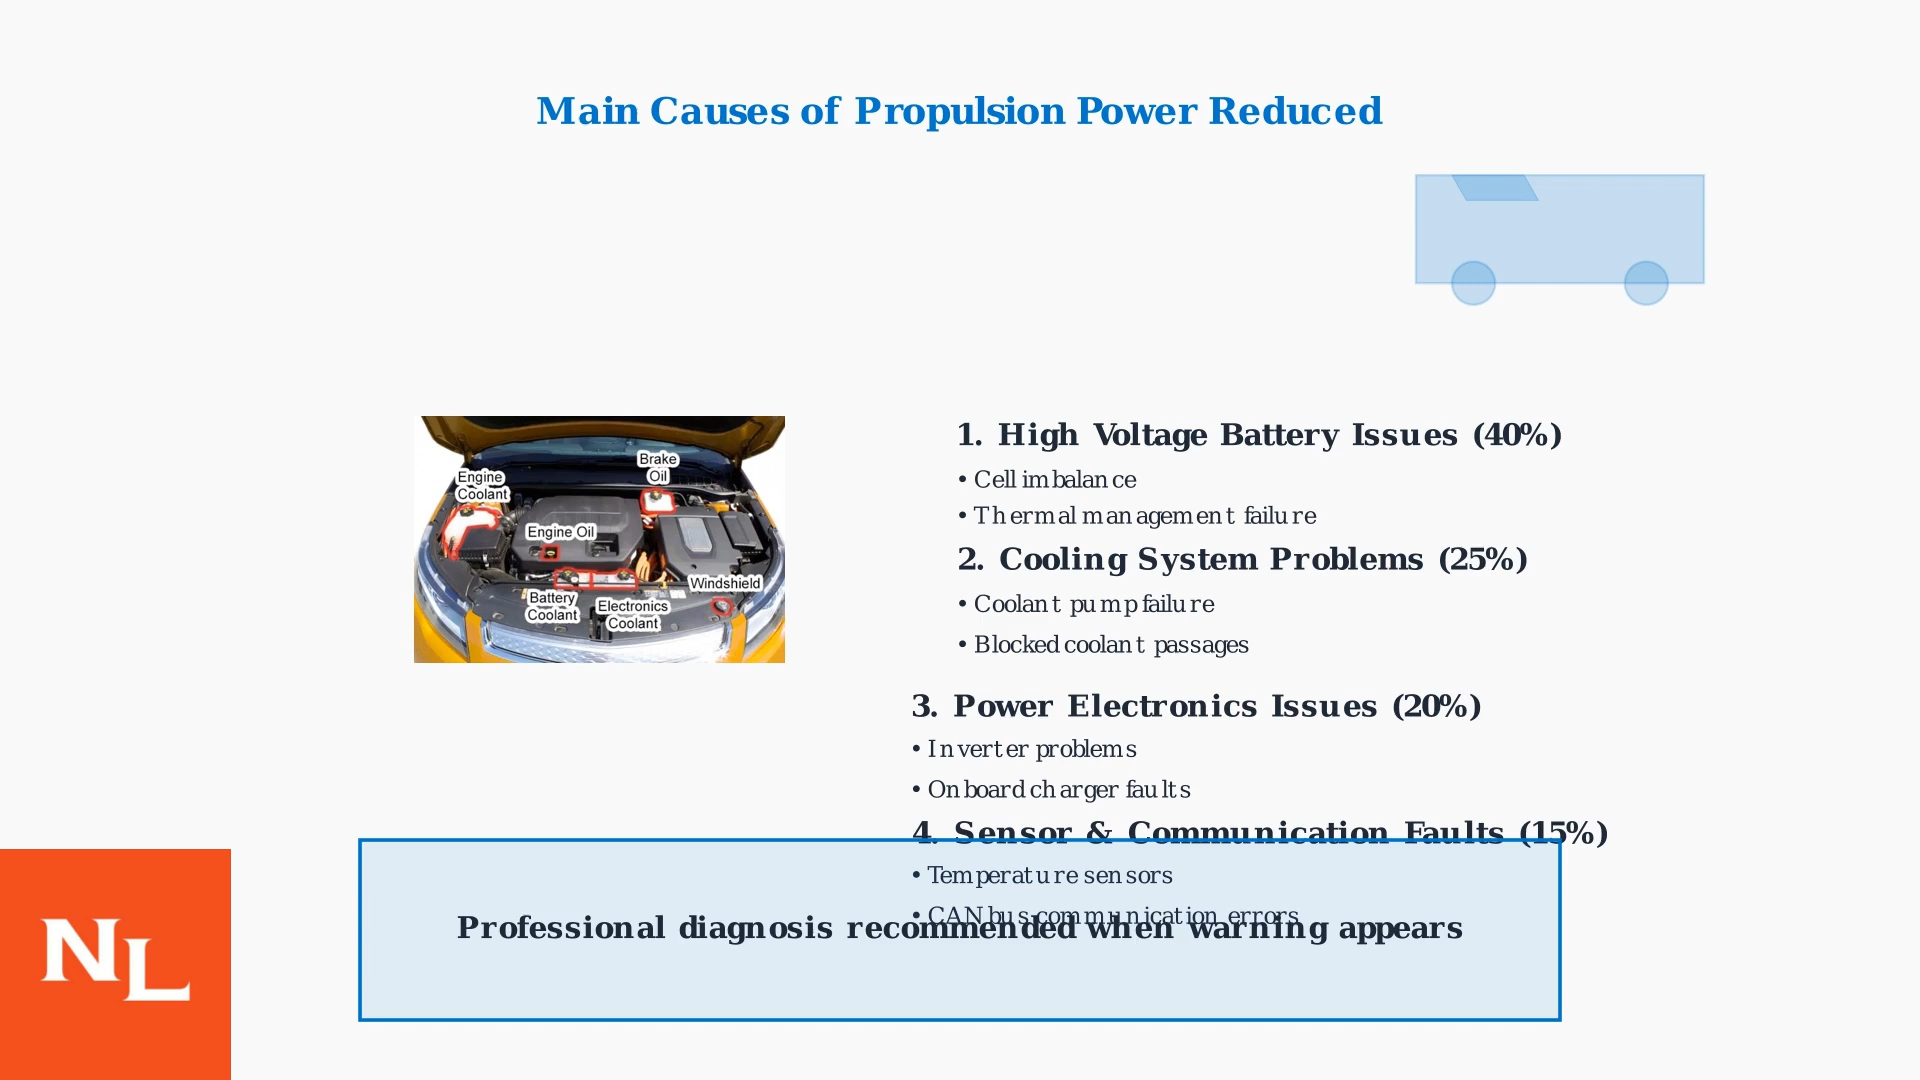 Main Causes of Propulsion Power Reduced
Brake
Oil
Engine
Coolant
Engine Oil
Windshield
Battery
Coolant
Electronics
Coolant
1. High Voltage Battery Issues (40%)
• Cell imbalance
• Thermal management failure
2. Cooling System Problems (25%)
• Coolant pump failure
• Blocked coolant passages
3. Power Electronics Issues (20%)
• Inverter problems
• Onboard charger faults
4. Sensor & Communication Faults (15%)
• Temperature sensors
• CAN bus communication errors
Professional diagnosis recommended when warning appears
NL